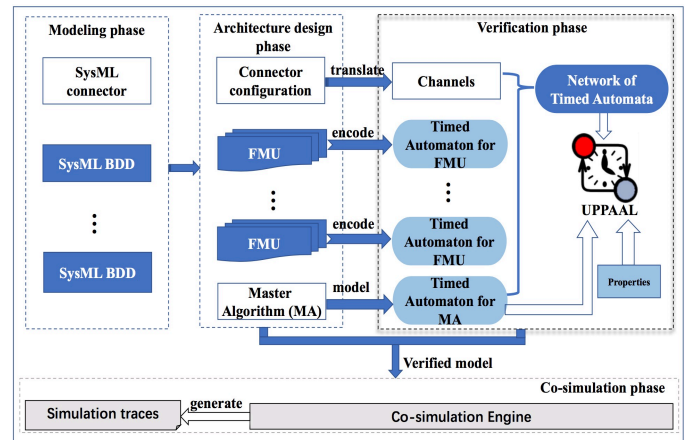 Modeling phase
SysML
connector
SysML BDD
SysML BDD
Architecture design
phase
Connector
configuration
FMU
FMU
Master
Algorithm (MA)
translate
encode
encode
model
Verification phase
Channels
Timed
Automaton for
FMU
Timed
Automaton for
FMU
Timed
Automaton for
MA
Network of
Timed Automata
UPPAAL
Properties
Verified model
Co-simulation phase
Simulation traces
generate
Co-simulation Engine